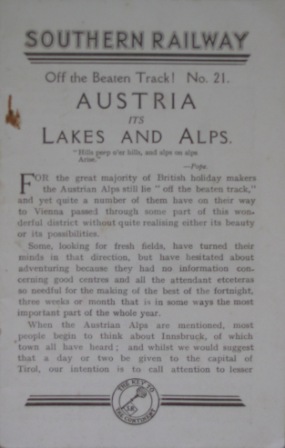 SOUTHERN RAILWAY
Off the Beaten Track! No. 21.
AUSTRIA
ITS
LAKES AND ALPS.
"Hills peep o'er hills, and alps on alps
Arise."
—Pope.
FOR the great majority of British holiday makers
the Austrian Alps still lie "off the beaten track,"
and yet quite a number of them have on their way
to Vienna passed through some part of this won-
derful district without quite realising either its beauty
or its possibilities.
Some, looking for fresh fields, have turned their
minds in that direction, but have hesitated about
adventuring because they had no information con-
cerning good centres and all the attendant etceteras
so needful for the making of the best of the fortnight,
three weeks or month that is in some ways the most
important part of the whole year.
When the Austrian Alps are mentioned, most
people begin to think about Innsbruck, of which
town all have heard; and whilst we would suggest
that a day or two be given to the capital of
Tirol, our intention is to call attention to lesser
THE KEY TO
THE CONTINENT